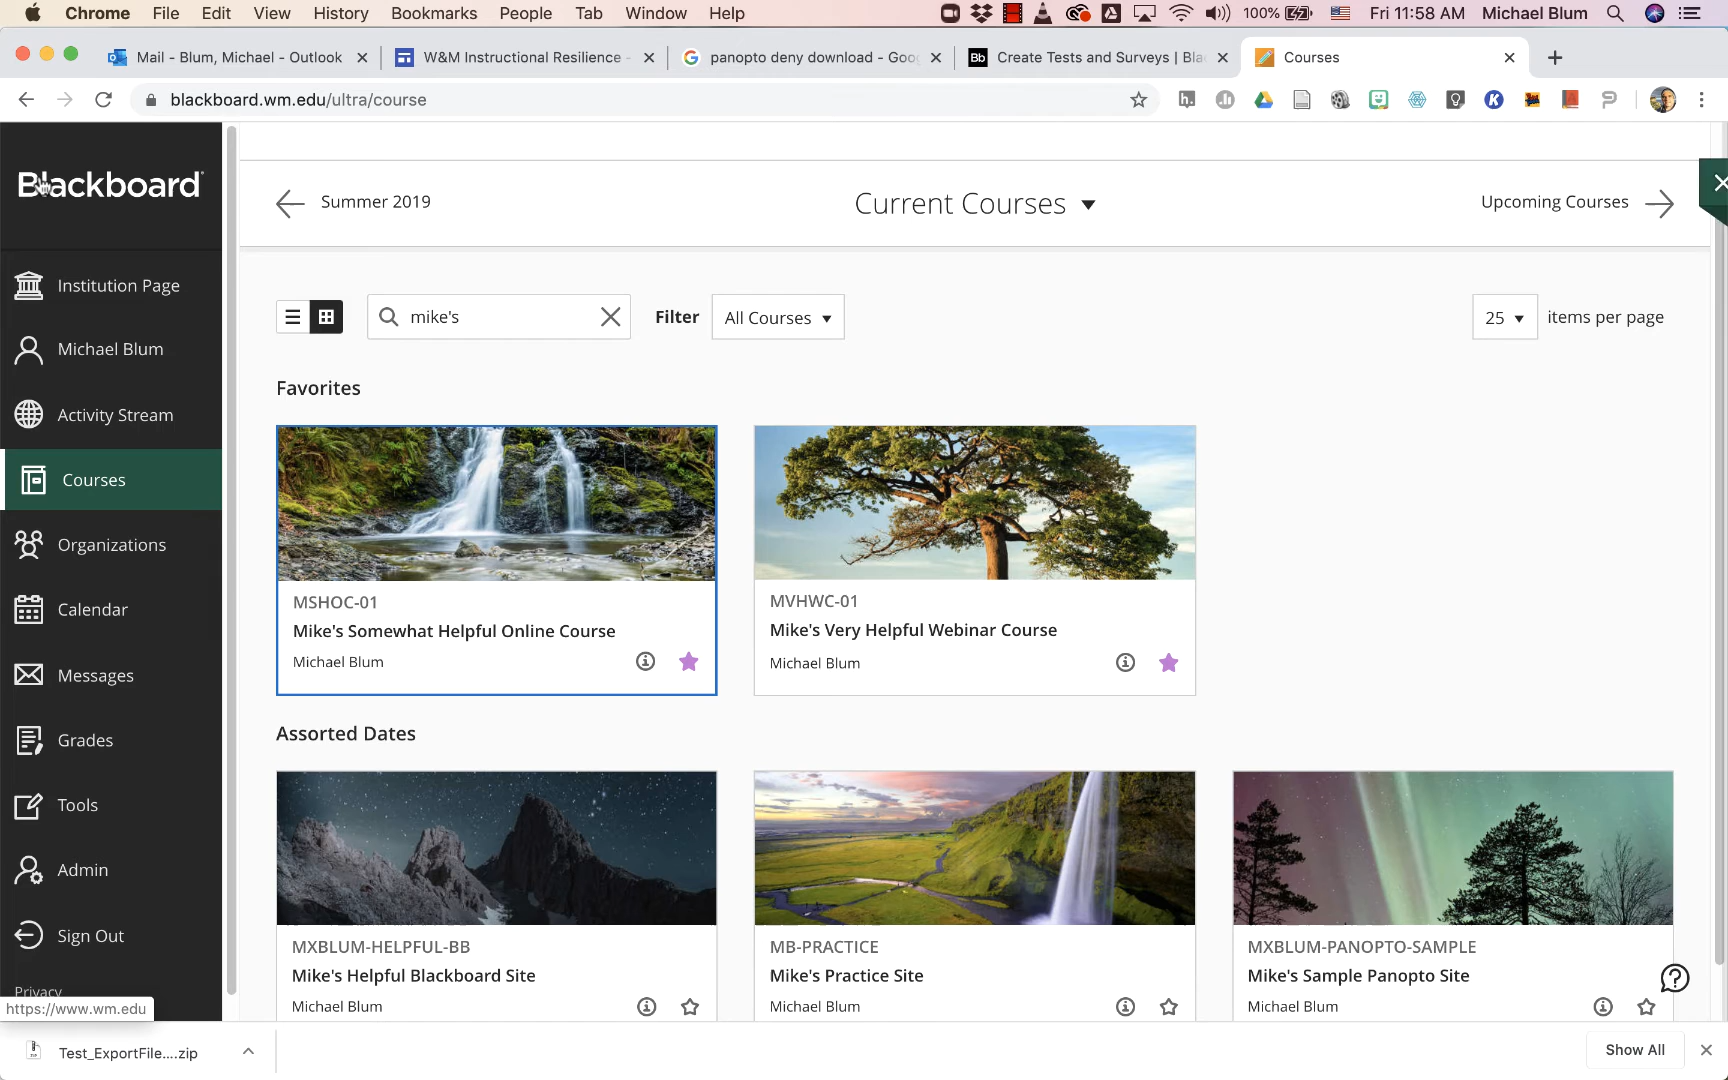 Chrome File Edit View History Bookmarks People Tab Window Help 100% Fri 11:58 AM Michael Blum
Mail - Blum, Michael - Outlook
W&M Instructional Resilience -
panopto deny download - Goo
Bb Create Tests and Surveys | Bla
Courses
blackboard.wm.edu/ultra/course
Blackboard
Institution Page
Michael Blum
Activity Stream
Courses
Organizations
Calendar
Messages
Grades
Tools
Admin
Sign Out
Privacy
https://www.wm.edu
Summer 2019
Current Courses
Upcoming Courses
mike's
Filter
All Courses
25
items per page
Favorites
MSHOC-01
Mike's Somewhat Helpful Online Course
Michael Blum
MVHWC-01
Mike's Very Helpful Webinar Course
Michael Blum
Assorted Dates
MXBLUM-HELPFUL-BB
Mike's Helpful Blackboard Site
Michael Blum
MB-PRACTICE
Mike's Practice Site
Michael Blum
MXBLUM-PANOPTO-SAMPLE
Mike's Sample Panopto Site
Michael Blum
Test_ExportFile....zip
Show All